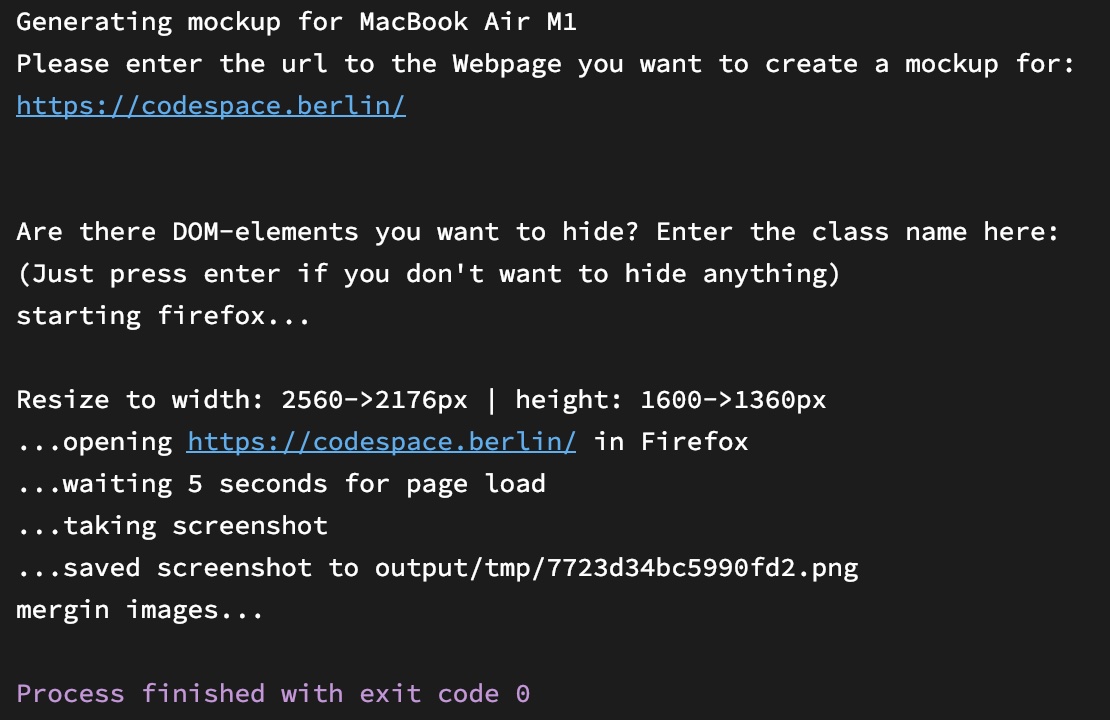 Generating mockup for MacBook Air M1
Please enter the url to the Webpage you want to create a mockup for:
https://codespace.berlin/
Are there DOM-elements you want to hide? Enter the class name here:
(Just press enter if you don't want to hide anything)
starting firefox...
Resize to width: 2560->2176px | height: 1600->1360px
...opening https://codespace.berlin/ in Firefox
...waiting 5 seconds for page load
...taking screenshot
...saved screenshot to output/tmp/7723d34bc5990fd2.png
mergin images...
Process finished with exit code 0